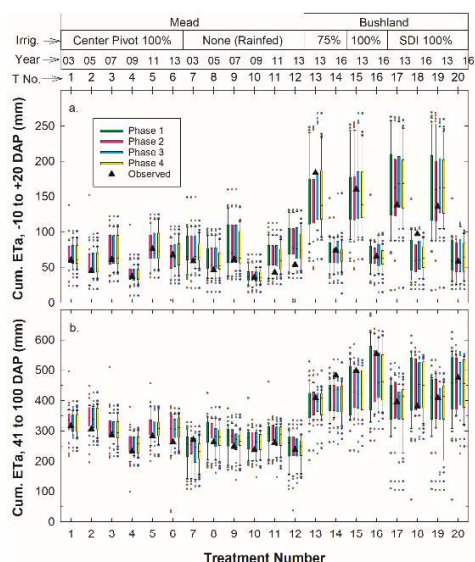 Mead Bushland
Irrig. Center Pivot 100% None (Rainfed) 75% 100% SDI 100%
Year 03 05 07 09 11 13 03 05 07 09 11 13 13 16 13 16 13 16 13 16
T No. 1 2 3 4 5 6 7 8 9 10 11 12 13 14 15 16 17 18 19 20
Cum. ETa, -10 to +20 DAP (mm)
250
200
150
100
50
0
a.
Phase 1
Phase 2
Phase 3
Phase 4
Observed
Cum. ETa, 41 to 100 DAP (mm)
600
500
400
300
200
100
0
b.
1 2 3 4 5 6 7 8 9 10 11 12 13 14 15 16 17 18 19 20
Treatment Number